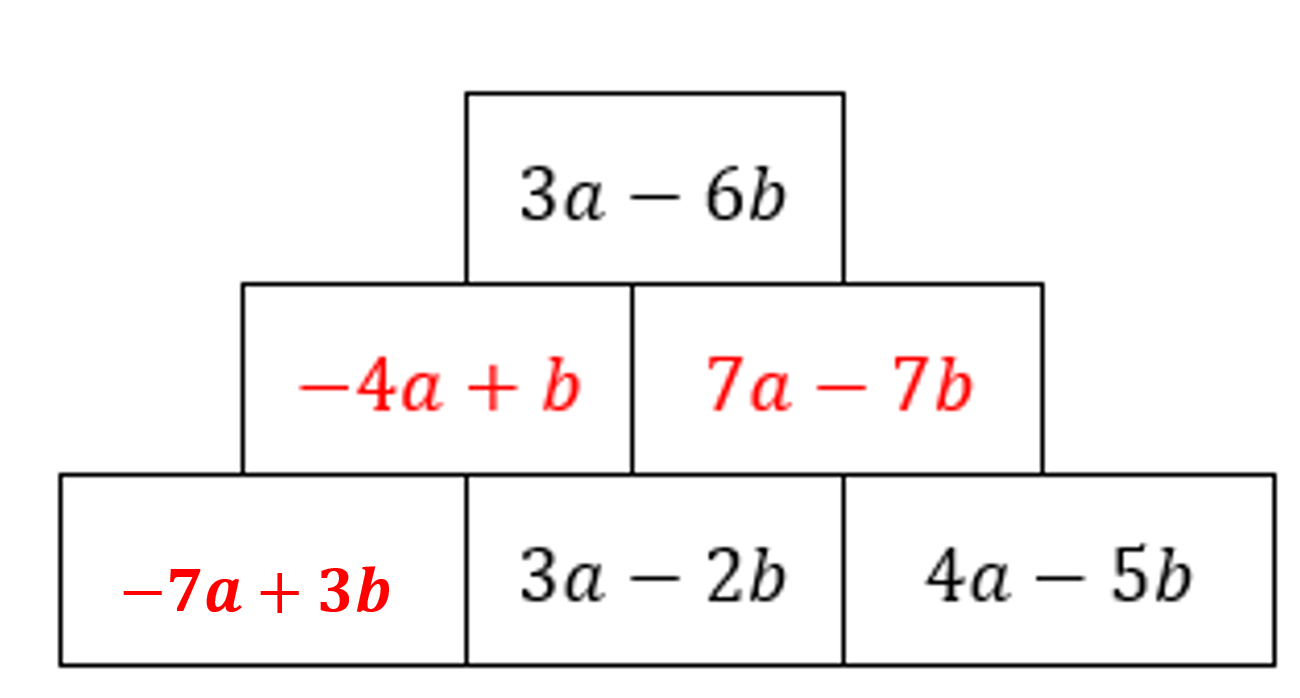 3a − 6b
−4a + b 7a − 7b
−7a + 3b 3a − 2b 4a − 5b